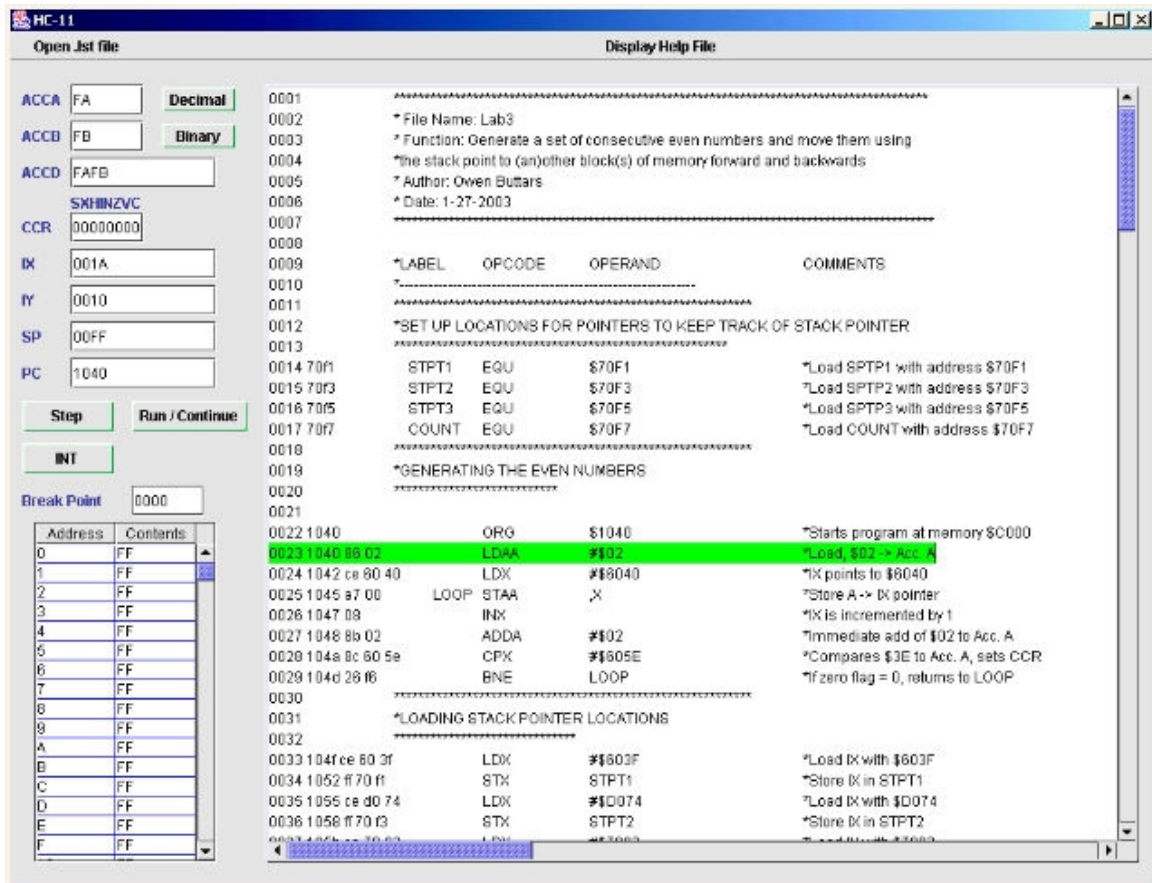 HC-11
Open .lst file Display Help File
ACCA FA Decimal
ACCB FB Binary
ACCD FAFB
SXHINZVC
CCR 00000000
IX 001A
IY 0010
SP 00FF
PC 1040
Step Run / Continue
INT
Break Point 0000
Address Contents
0 FF
1 FF
2 FF
3 FF
4 FF
5 FF
6 FF
7 FF
8 FF
9 FF
A FF
B FF
C FF
D FF
E FF
F FF
0001 ****************************************************************************************
0002 * File Name: Lab3
0003 * Function: Generate a set of consecutive even numbers and move them using
0004 *the stack point to (an)other block(s) of memory forward and backwards
0005 * Author: Owen Buttars
0006 * Date: 1-27-2003
0007 *****************************************************************************************
0008
0009 *LABEL OPCODE OPERAND COMMENTS
0010 *--------------------------------------------------------------------
0011 ***********************************************************
0012 *SET UP LOCATIONS FOR POINTERS TO KEEP TRACK OF STACK POINTER
0013 *******************************************************
0014 70f1 STPT1 EQU $70F1 *Load SPTP1 with address $70F1
0015 70f3 STPT2 EQU $70F3 *Load SPTP2 with address $70F3
0016 70f5 STPT3 EQU $70F5 *Load SPTP3 with address $70F5
0017 70f7 COUNT EQU $70F7 *Load COUNT with address $70F7
0018 ***********************************************************
0019 *GENERATING THE EVEN NUMBERS
0020 ***************************
0021
0022 1040 ORG $1040 *Starts program at memory $C000
0023 1040 86 02 LDAA #$02 *Load, $02 -> Acc. A
0024 1042 ce 60 40 LDX #$6040 *IX points to $6040
0025 1045 a7 00 LOOP STAA ,X *Store A -> IX pointer
0026 1047 08 INX *IX is incremented by 1
0027 1048 8b 02 ADDA #$02 *Immediate add of $02 to Acc. A
0028 104a 8c 60 5e CPX #$605E *Compares $3E to Acc. A, sets CCR
0029 104d 26 f6 BNE LOOP *If zero flag = 0, returns to LOOP
0030 ***********************************************************
0031 *LOADING STACK POINTER LOCATIONS
0032 ******************************
0033 104f ce 60 3f LDX #$603F *Load IX with $603F
0034 1052 ff 70 f1 STX STPT1 *Store IX in STPT1
0035 1055 ce d0 74 LDX #$D074 *Load IX with $D074
0036 1058 ff 70 f3 STX STPT2 *Store IX in STPT2